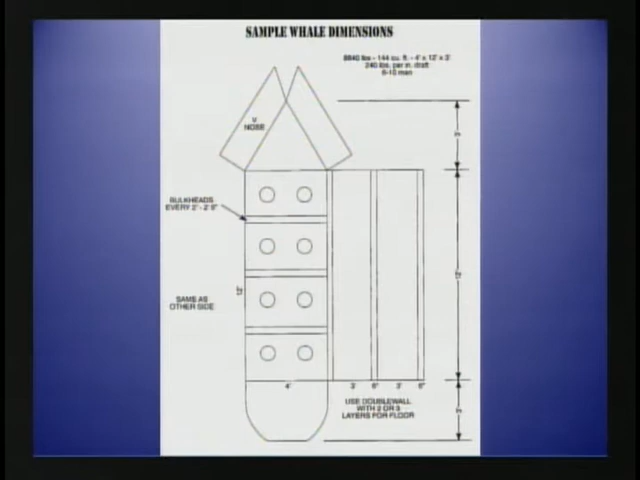 SAMPLE WHALE DIMENSIONS
8640 lbs - 144 cu. ft. - 4' x 12' x 3'
240 lbs. per in. draft
8-10 man
V
NOSE
BULKHEADS
EVERY 2' - 2' 6"
12'
12'
SAME AS
OTHER SIDE
4'
3'
6"
3'
6"
USE DOUBLEWALL
WITH 2 OR 3
LAYERS FOR FLOOR